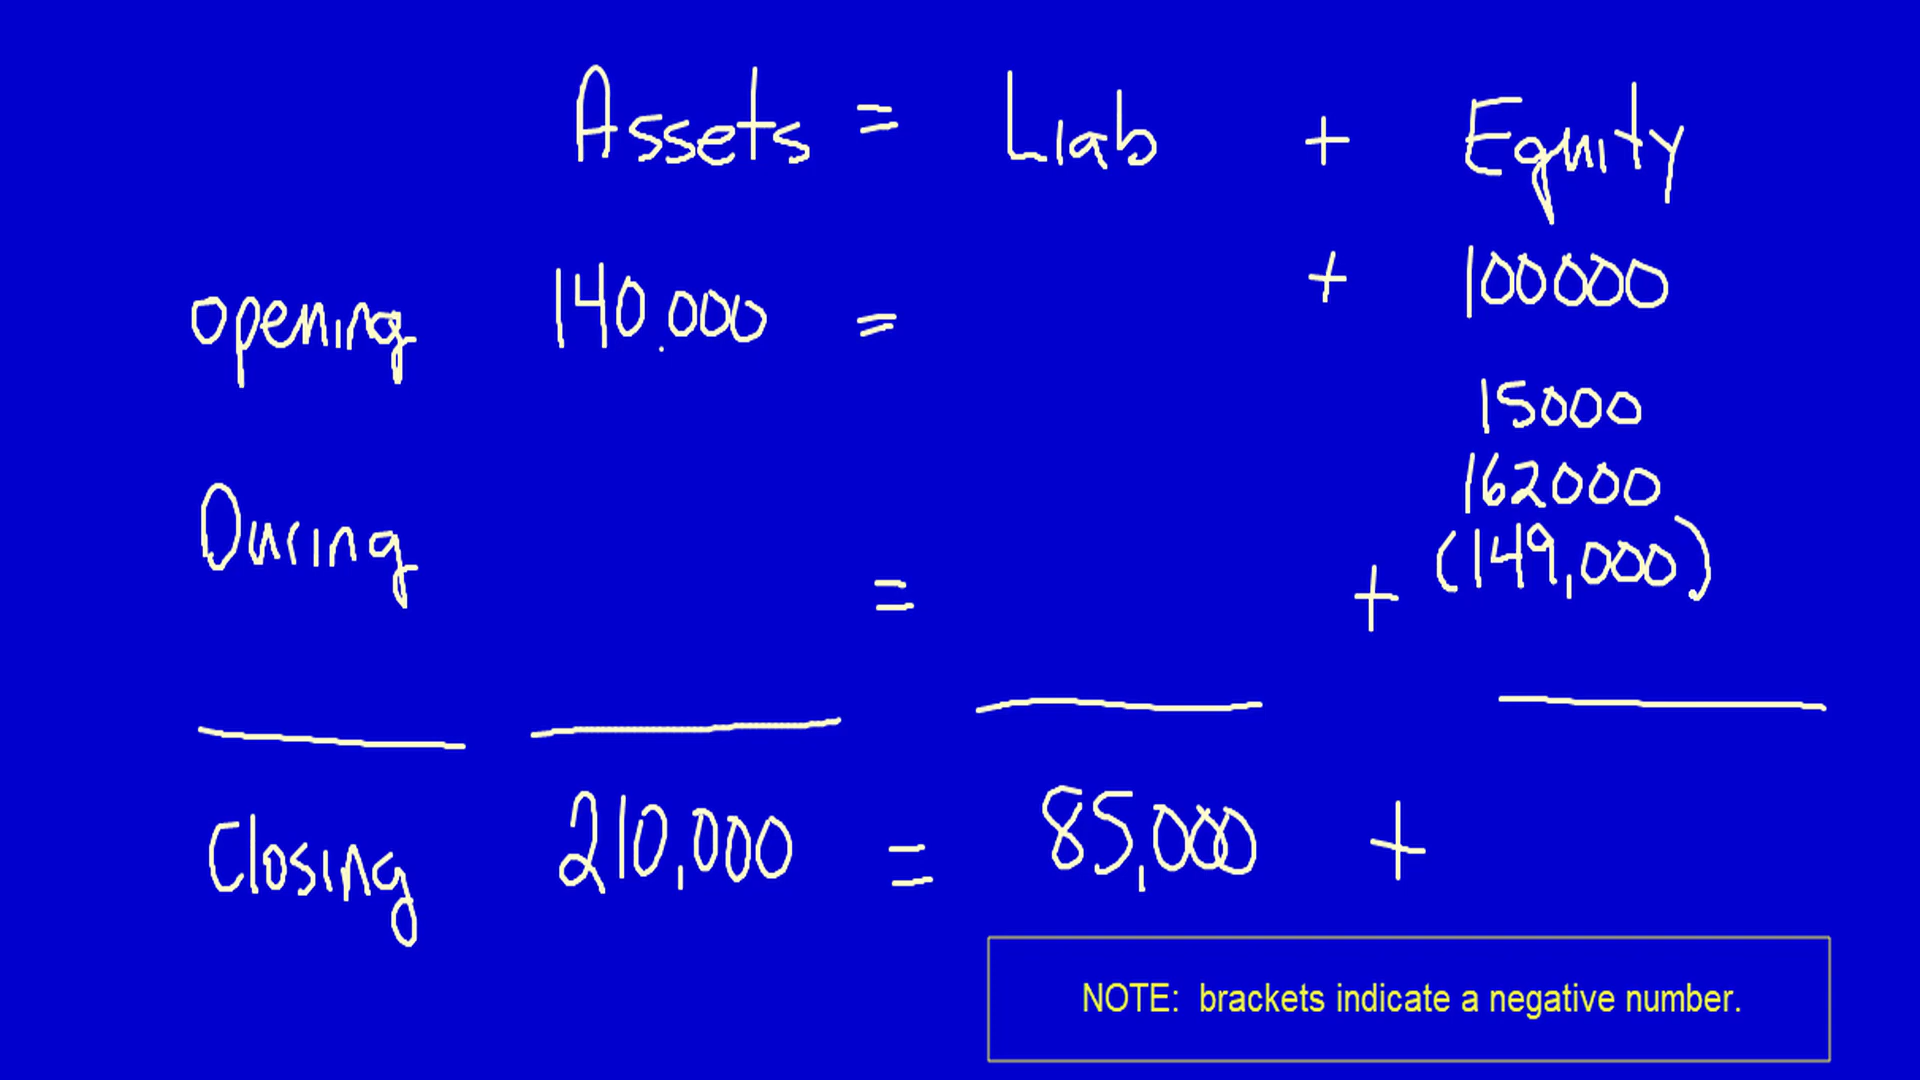 Assets = Liab + Equity
opening 140.000 = + 100000
15000
162000
During = + (149,000)
Closing 210,000 = 85,000 +
NOTE: brackets indicate a negative number.